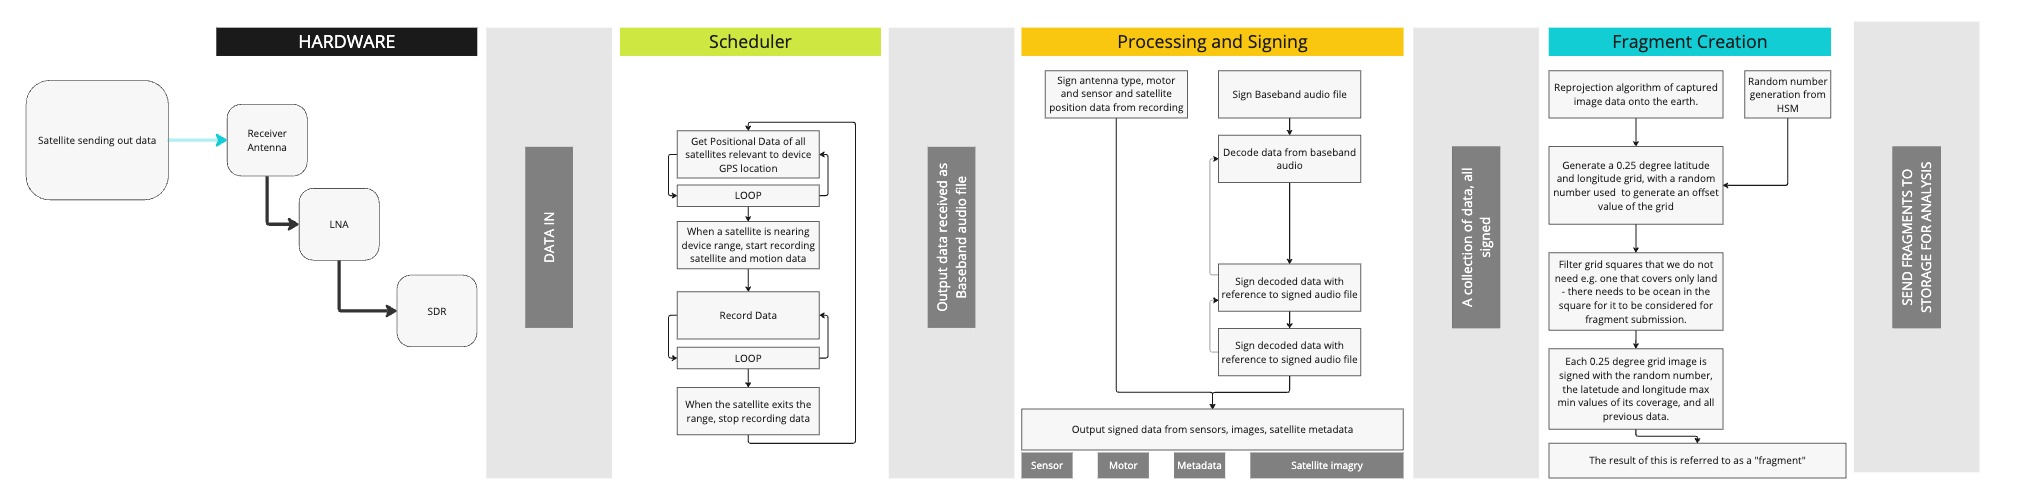 HARDWARE
Satellite sending out data
Receiver
Antenna
LNA
SDR
DATA IN
Scheduler
Get Positional Data of all
satellites relevant to device
GPS location
LOOP
When a satellite is nearing
device range, start recording
satellite and motion data
Record Data
LOOP
When the satellite exits the
range, stop recording data
Output data received as
Baseband audio file
Processing and Signing
Sign antenna type, motor
and sensor and satellite
position data from recording
Sign Baseband audio file
Decode data from baseband
audio
Sign decoded data with
reference to signed audio file
Sign decoded data with
reference to signed audio file
Output signed data from sensors, images, satellite metadata
Sensor
Motor
Metadata
Satellite imagry
A collection of data, all
signed
Fragment Creation
Reprojection algorithm of captured
image data onto the earth.
Random number
generation from
HSM
Generate a 0.25 degree latitude
and longitude grid, with a random
number used to generate an offset
value of the grid
Filter grid squares that we do not
need e.g. one that covers only land
- there needs to be ocean in the
square for it to be considered for
fragment submission.
Each 0.25 degree grid image is
signed with the random number,
the latetude and longitude max
min values of its coverage, and all
previous data.
The result of this is referred to as a "fragment"
SEND FRAGMENTS TO
STORAGE FOR ANALYSIS